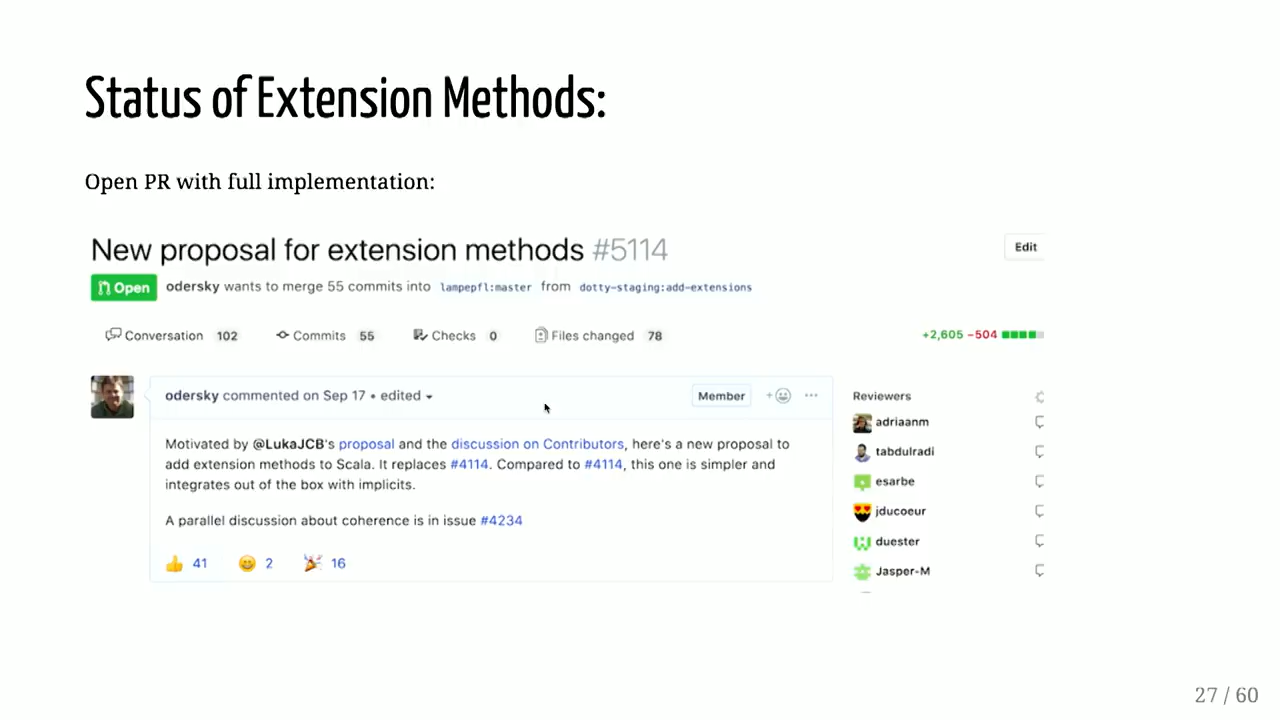 Status of Extension Methods:
Open PR with full implementation:
New proposal for extension methods #5114
Edit
Open odersky wants to merge 55 commits into lampepfl:master from dotty-staging:add-extensions
Conversation 102 Commits 55 Checks 0 Files changed 78 +2,605 −504
odersky commented on Sep 17 • edited
Member
Motivated by @LukaJCB's proposal and the discussion on Contributors, here's a new proposal to
add extension methods to Scala. It replaces #4114. Compared to #4114, this one is simpler and
integrates out of the box with implicits.
A parallel discussion about coherence is in issue #4234
41 2 16
Reviewers
adriaanm
tabdulradi
esarbe
jducoeur
duester
Jasper-M
27 / 60